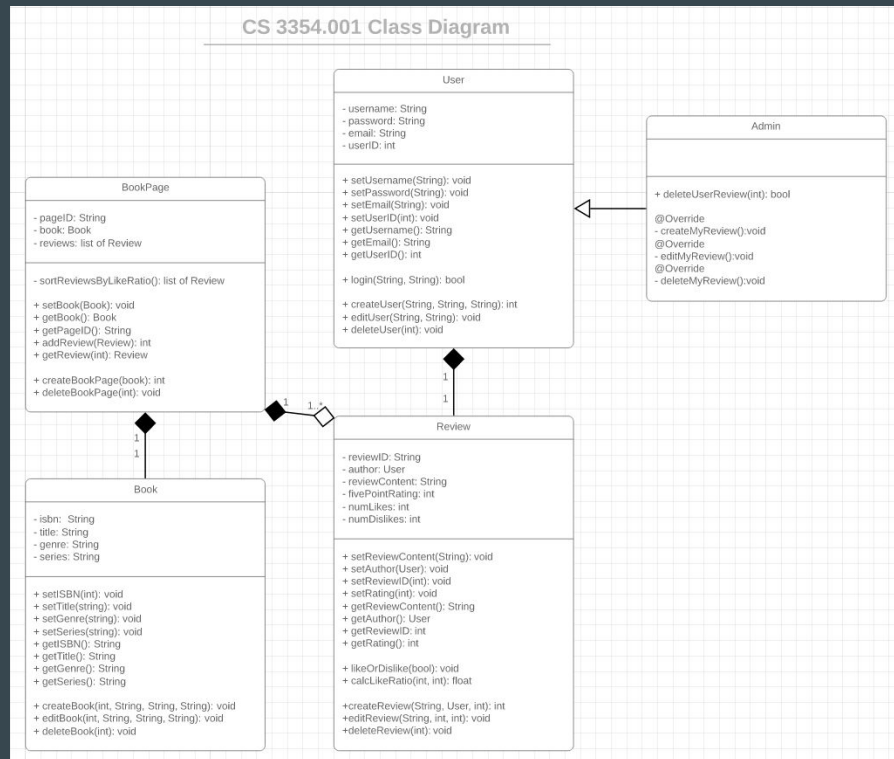 CS 3354.001 Class Diagram
User
- username: String
- password: String
- email: String
- userID: int
+ setUsername(String): void
+ setPassword(String): void
+ setEmail(String): void
+ setUserID(int): void
+ getUsername(): String
+ getEmail(): String
+ getUserID(): int
+ login(String, String): bool
+ createUser(String, String, String): int
+ editUser(String, String): void
+ deleteUser(int): void
Admin
+ deleteUserReview(int): bool
@Override
- createMyReview():void
@Override
- editMyReview():void
@Override
- deleteMyReview():void
BookPage
- pageID: String
- book: Book
- reviews: list of Review
- sortReviewsByLikeRatio(): list of Review
+ setBook(Book): void
+ getBook(): Book
+ getPageID(): String
+ addReview(Review): int
+ getReview(int): Review
+ createBookPage(book): int
+ deleteBookPage(int): void
1
1..*
1
1
1
1
Book
- isbn: String
- title: String
- genre: String
- series: String
+ setISBN(int): void
+ setTitle(string): void
+ setGenre(string): void
+ setSeries(string): void
+ getISBN(): String
+ getTitle(): String
+ getGenre(): String
+ getSeries(): String
+ createBook(int, String, String, String): void
+ editBook(int, String, String, String): void
+ deleteBook(int): void
Review
- reviewID: String
- author: User
- reviewContent: String
- fivePointRating: int
- numLikes: int
- numDislikes: int
+ setReviewContent(String): void
+ setAuthor(User): void
+ setReviewID(int): void
+ setRating(int): void
+ getReviewContent(): String
+ getAuthor(): User
+ getReviewID: int
+ getRating(): int
+ likeOrDislike(bool): void
+ calcLikeRatio(int, int): float
+createReview(String, User, int): int
+editReview(String, int, int): void
+deleteReview(int): void